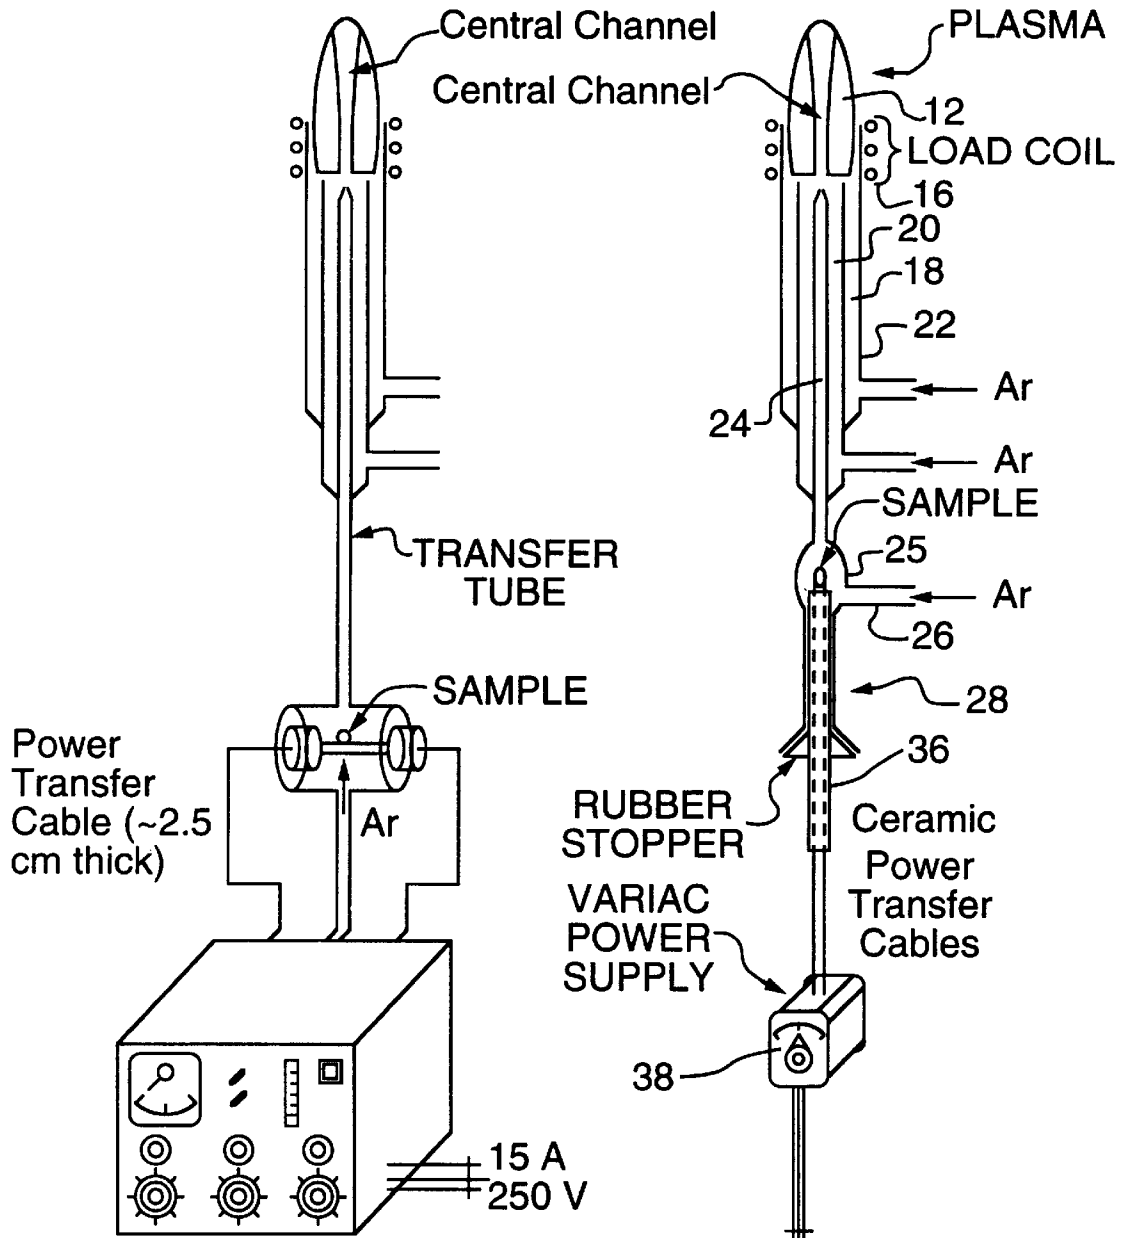 Central Channel
PLASMA
Central Channel
12
LOAD COIL
16
20
18
22
Ar
24
Ar
SAMPLE
TRANSFER
TUBE
25
Ar
26
SAMPLE
28
Power
Transfer
Cable (~2.5
cm thick)
Ar
36
RUBBER
STOPPER
Ceramic
Power
Transfer
Cables
VARIAC
POWER
SUPPLY
38
15 A
250 V